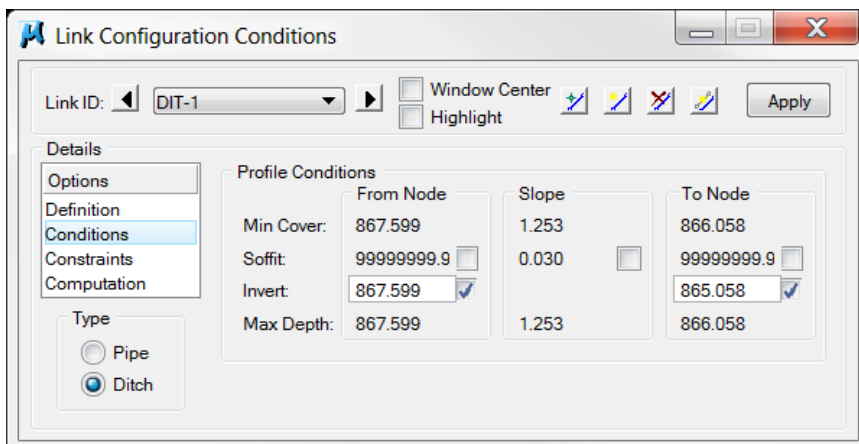 Link Configuration Conditions
Link ID: DIT-1 Window Center Apply
Highlight
Details
Options
Definition
Conditions
Constraints
Computation
Type
Pipe
Ditch
Profile Conditions
From Node Slope To Node
Min Cover: 867.599 1.253 866.058
Soffit: 99999999.9 0.030 99999999.9
Invert: 867.599 865.058
Max Depth: 867.599 1.253 866.058